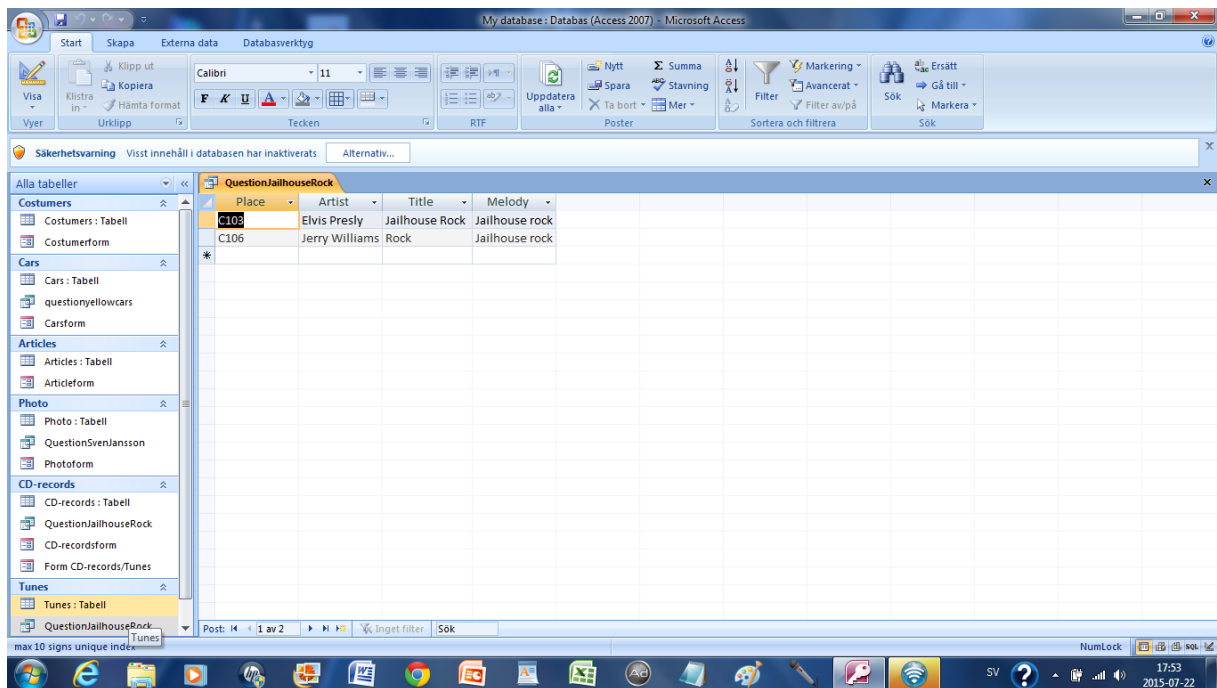 My database : Databas (Access 2007) - Microsoft Access
Start Skapa Externa data Databasverktyg
Visa
Vyer
Klistra in
Klipp ut
Kopiera
Hämta format
Urklipp
Calibri 11
F K U A
Tecken
RTF
Uppdatera alla
Nytt
Spara
Ta bort
Σ Summa
Stavning
Mer
Poster
Filter
Markering
Avancerat
Filter av/på
Sortera och filtrera
Sök
Ersätt
Gå till
Markera
Sök
Säkerhetsvarning Visst innehåll i databasen har inaktiverats Alternativ...
Alla tabeller
Costumers
Costumers : Tabell
Costumerform
Cars
Cars : Tabell
questionyellowcars
Carsform
Articles
Articles : Tabell
Articleform
Photo
Photo : Tabell
QuestionSvenJansson
Photoform
CD-records
CD-records : Tabell
QuestionJailhouseRock
CD-recordsform
Form CD-records/Tunes
Tunes
Tunes : Tabell
QuestionJailhouseRock
Tunes
QuestionJailhouseRock
Place Artist Title Melody
C103 Elvis Presly Jailhouse Rock Jailhouse rock
C106 Jerry Williams Rock Jailhouse rock
Post: 1 av 2 Inget filter Sök
max 10 signs unique index
NumLock SQL
SV 17:53
2015-07-22